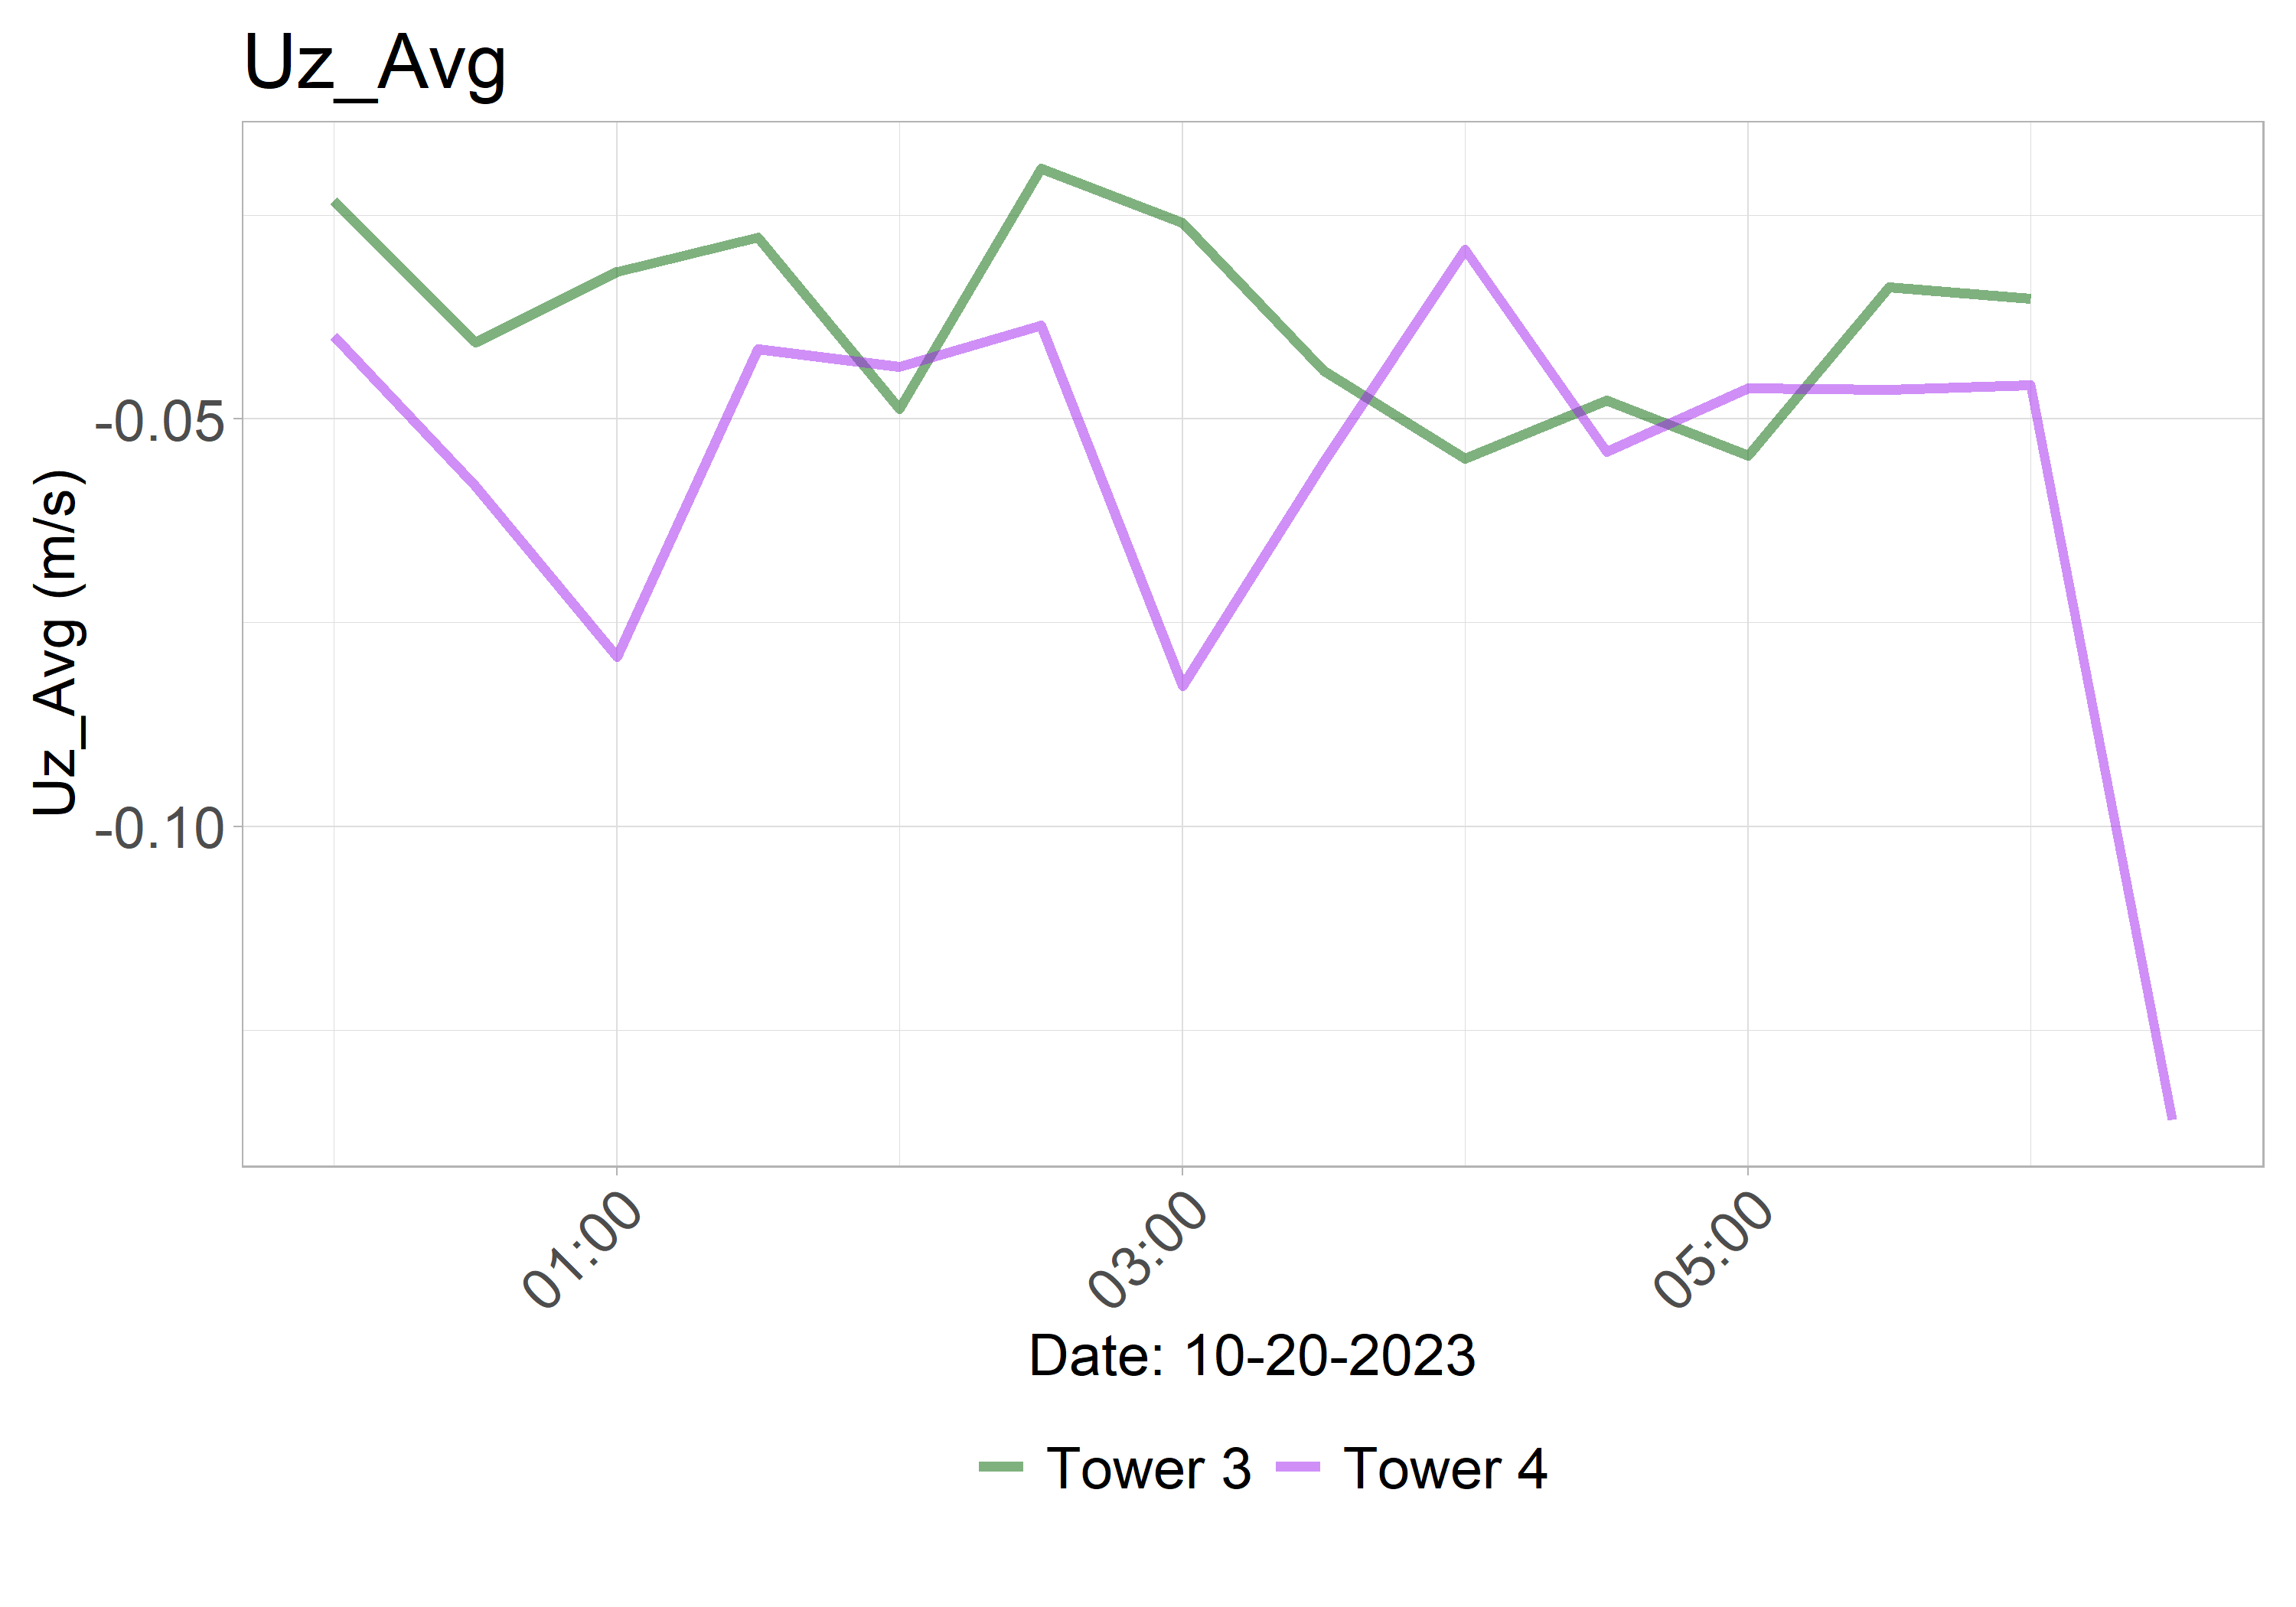 Uz_Avg
Uz_Avg (m/s)
-0.05
-0.10
01:00
03:00
05:00
Date: 10-20-2023
Tower 3
Tower 4